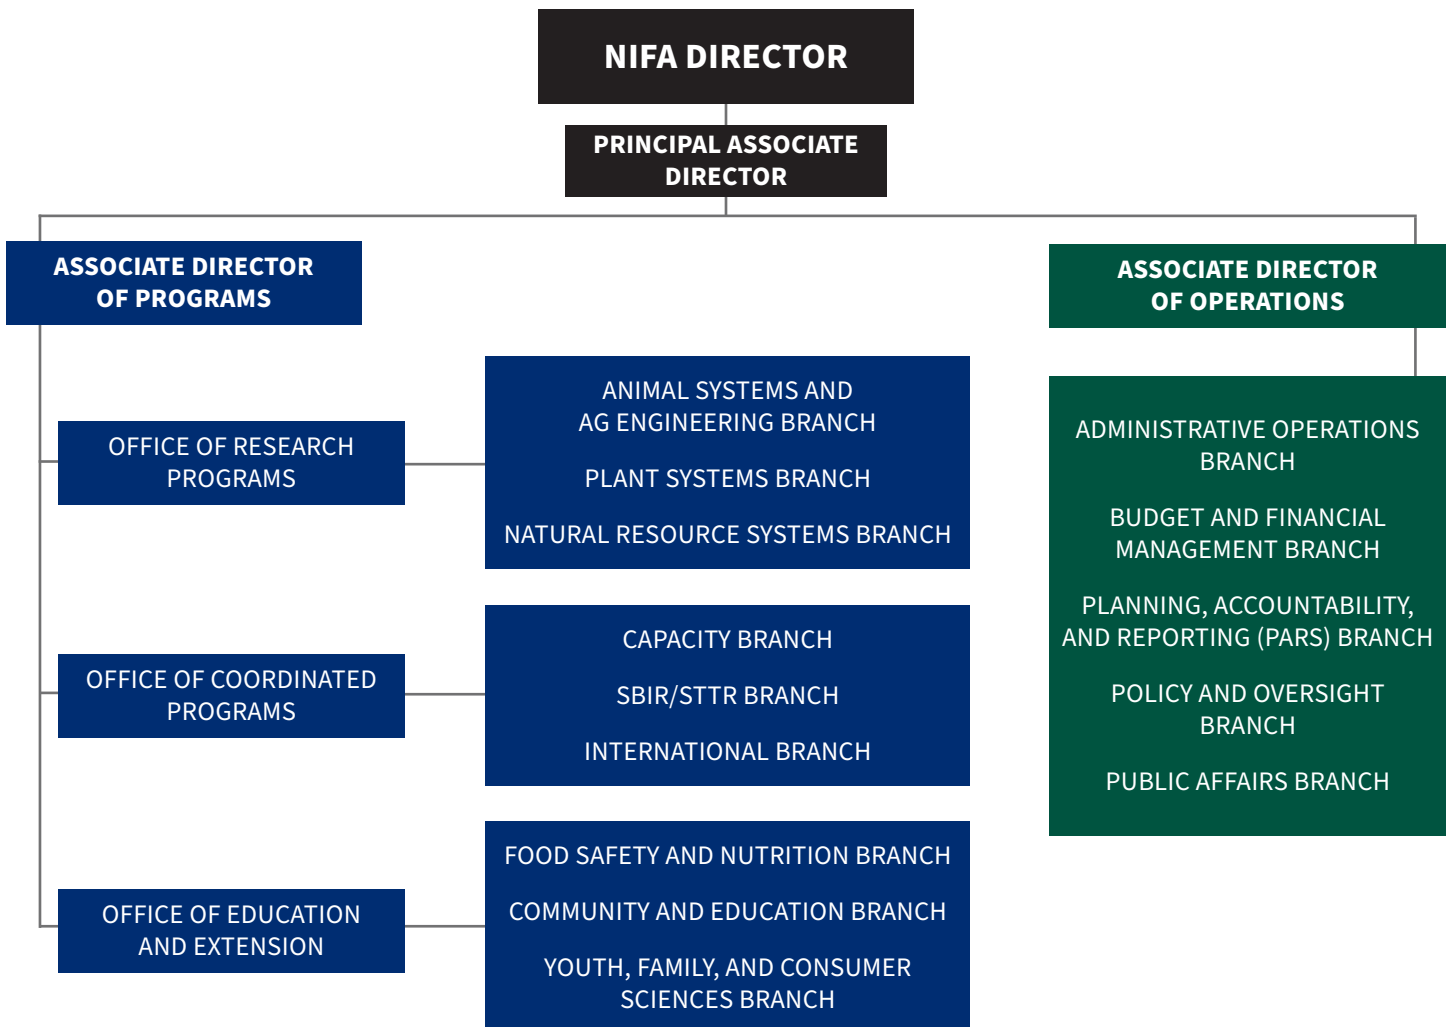 NIFA DIRECTOR
PRINCIPAL ASSOCIATE
DIRECTOR
ASSOCIATE DIRECTOR
OF PROGRAMS
OFFICE OF RESEARCH
PROGRAMS
ANIMAL SYSTEMS AND
AG ENGINEERING BRANCH
PLANT SYSTEMS BRANCH
NATURAL RESOURCE SYSTEMS BRANCH
OFFICE OF COORDINATED
PROGRAMS
CAPACITY BRANCH
SBIR/STTR BRANCH
INTERNATIONAL BRANCH
OFFICE OF EDUCATION
AND EXTENSION
FOOD SAFETY AND NUTRITION BRANCH
COMMUNITY AND EDUCATION BRANCH
YOUTH, FAMILY, AND CONSUMER
SCIENCES BRANCH
ASSOCIATE DIRECTOR
OF OPERATIONS
ADMINISTRATIVE OPERATIONS
BRANCH
BUDGET AND FINANCIAL
MANAGEMENT BRANCH
PLANNING, ACCOUNTABILITY,
AND REPORTING (PARS) BRANCH
POLICY AND OVERSIGHT
BRANCH
PUBLIC AFFAIRS BRANCH